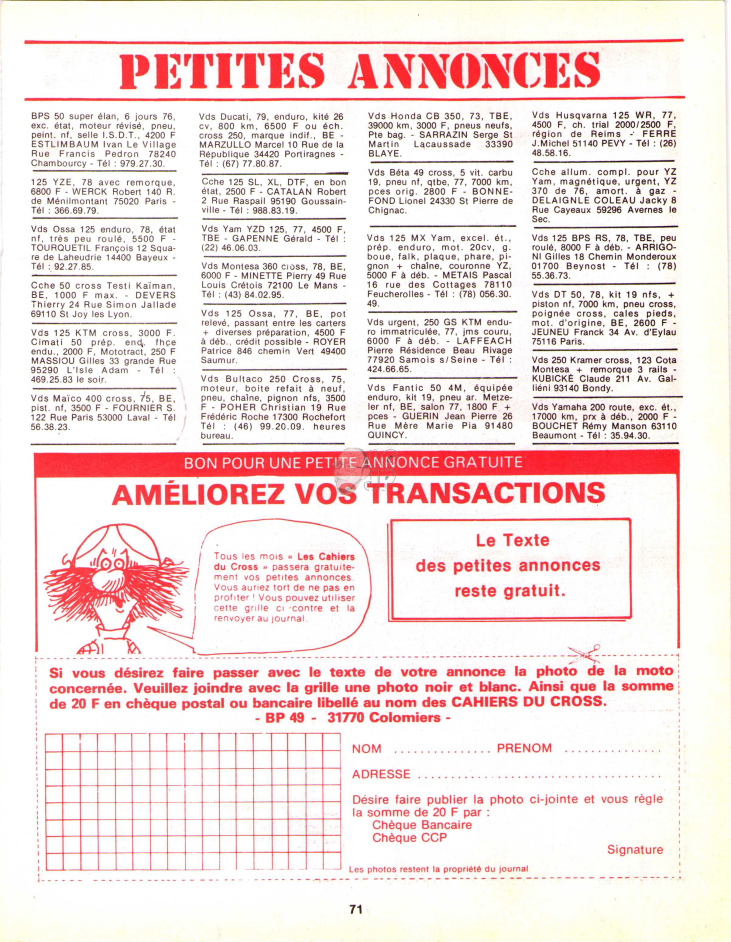 PETITES ANNONCES
BPS 50 super élan, 6 jours 76,
exc. état, moteur révisé, pneu,
peint. nf, selle I.S.D.T., 4200 F
ESTLIMBAUM Ivan Le Village
Rue Francis Pedron 78240
Chambourcy - Tél : 979.27.30.
125 YZE, 78 avec remorque,
6800 F - WERCK Robert 140 R.
de Ménilmontant 75020 Paris -
Tél : 366.69.79.
Vds Ossa 125 enduro, 78, état
nf, très peu roulé, 5500 F -
TOURQUETIL François 12 Squa-
re de Laheudrie 14400 Bayeux -
Tél : 92.27.85.
Cche 50 cross Testi Kaïman,
BE, 1000 F max. - DEVERS
Thierry 24 Rue Simon Jallade
69110 St Joy les Lyon.
Vds 125 KTM cross, 3000 F.
Cimati 50 prép. end. fhçe
endu., 2000 F, Mototract, 250 F
MASSIOU Gilles 33 grande Rue
95290 L'Isle Adam - Tél :
469.25.83 le soir.
Vds Maïco 400 cross, 75, BE,
pist. nf, 3500 F - FOURNIER S.
122 Rue Paris 53000 Laval - Tél
56.38.23.
Vds Ducati, 79, enduro, kité 26
cv, 800 km, 6500 F ou éch.
cross 250, marque indif., BE -
MARZULLO Marcel 10 Rue de la
République 34420 Portiragnes -
Tél : (67) 77.80.87.
Cche 125 SL, XL, DTF, en bon
état, 2500 F - CATALAN Robert
2 Rue Raspail 95190 Goussain-
ville - Tél : 988.83.19.
Vds Yam YZD 125, 77, 4500 F,
TBE - GAPENNE Gérald - Tél :
(22) 46.06.03.
Vds Montesa 360 cross, 78, BE,
6000 F - MINETTE Pierry 49 Rue
Louis Crétois 72100 Le Mans -
Tél : (43) 84.02.95.
Vds 125 Ossa, 77, BE, pot
relevé, passant entre les carters
+ diverses préparation, 4500 F
à déb., crédit possible - ROYER
Patrice 846 chemin Vert 49400
Saumur.
Vds Bultaco 250 Cross, 75,
moteur, boite refait à neuf,
pneu, chaîne, pignon nfs, 3500
F - POHER Christian 19 Rue
Frédéric Roche 17300 Rochefort
Tél : (46) 99.20.09. heures
bureau.
Vds Honda CB 350, 73, TBE,
39000 km, 3000 F, pneus neufs,
Pte bag. - SARRAZIN Serge St
Martin Lacaussade 33390
BLAYE.
Vds Béta 49 cross, 5 vit. carbu
19, pneu nf, qtbe, 77, 7000 km,
pces orig. 2800 F - BONNE-
FOND Lionel 24330 St Pierre de
Chignac.
Vds 125 MX Yam, excel. ét.,
prép. enduro, mot. 20cv, g.
boue, falk, plaque, phare, pi-
gnon + chaîne, couronne YZ,
5000 F à déb. - METAIS Pascal
16 rue des Cottages 78110
Feucherolles - Tél : (78) 056.30.
49.
Vds urgent, 250 GS KTM endu-
ro immatriculée, 77, jms couru,
6000 F à déb. - LAFFEACH
Pierre Résidence Beau Rivage
77920 Samois s/Seine - Tél :
424.66.65.
Vds Fantic 50 4M, équipée
enduro, kit 19, pneu ar. Metze-
ler nf, BE, salon 77, 1800 F +
pces - GUERIN Jean Pierre 26
Rue Mère Marie Pia 91480
QUINCY.
Vds Husqvarna 125 WR, 77,
4500 F, ch. trial 2000/2500 F,
région de Reims - FERRE
J.Michel 51140 PEVY - Tél : (26)
48.58.16.
Cche allum. compl. pour YZ
Yam, magnétique, urgent, YZ
370 de 76, amort. à gaz -
DELAIGNLE COLEAU Jacky 8
Rue Cayeaux 59296 Avernes le
Sec.
Vds 125 BPS RS, 78, TBE, peu
roulé, 8000 F à déb. - ARRIGO-
NI Gilles 18 Chemin Monderoux
01700 Beynost - Tél : (78)
55.36.73.
Vds DT 50, 78, kit 19 nfs, +
piston nf, 7000 km, pneu cross,
poignée cross, cales pieds,
mot. d'origine, BE, 2600 F -
JEUNEU Franck 34 Av. d'Eylau
75116 Paris.
Vds 250 Kramer cross, 123 Cota
Montesa + remorque 3 rails -
KUBICKÉ Claude 211 Av. Gal-
liéni 93140 Bondy.
Vds Yamaha 200 route, exc. ét.,
17000 km, prx à déb., 2000 F -
BOUCHET Rémy Manson 63110
Beaumont - Tél : 35.94.30.
BON POUR UNE PETITE ANNONCE GRATUITE
AMÉLIOREZ VOS TRANSACTIONS
Tous les mois « Les Cahiers
du Cross » passera gratuite-
ment vos petites annonces.
Vous auriez tort de ne pas en
profiter ! Vous pouvez utiliser
cette grille ci-contre et la
renvoyer au journal.
Le Texte
des petites annonces
reste gratuit.
Si vous désirez faire passer avec le texte de votre annonce la photo de la moto
concernée. Veuillez joindre avec la grille une photo noir et blanc. Ainsi que la somme
de 20 F en chèque postal ou bancaire libellé au nom des CAHIERS DU CROSS.
- BP 49 - 31770 Colomiers -
NOM .............. PRENOM ..............
ADRESSE ...................................
Désire faire publier la photo ci-jointe et vous règle
la somme de 20 F par :
Chèque Bancaire
Chèque CCP
Signature
Les photos restent la propriété du journal
71